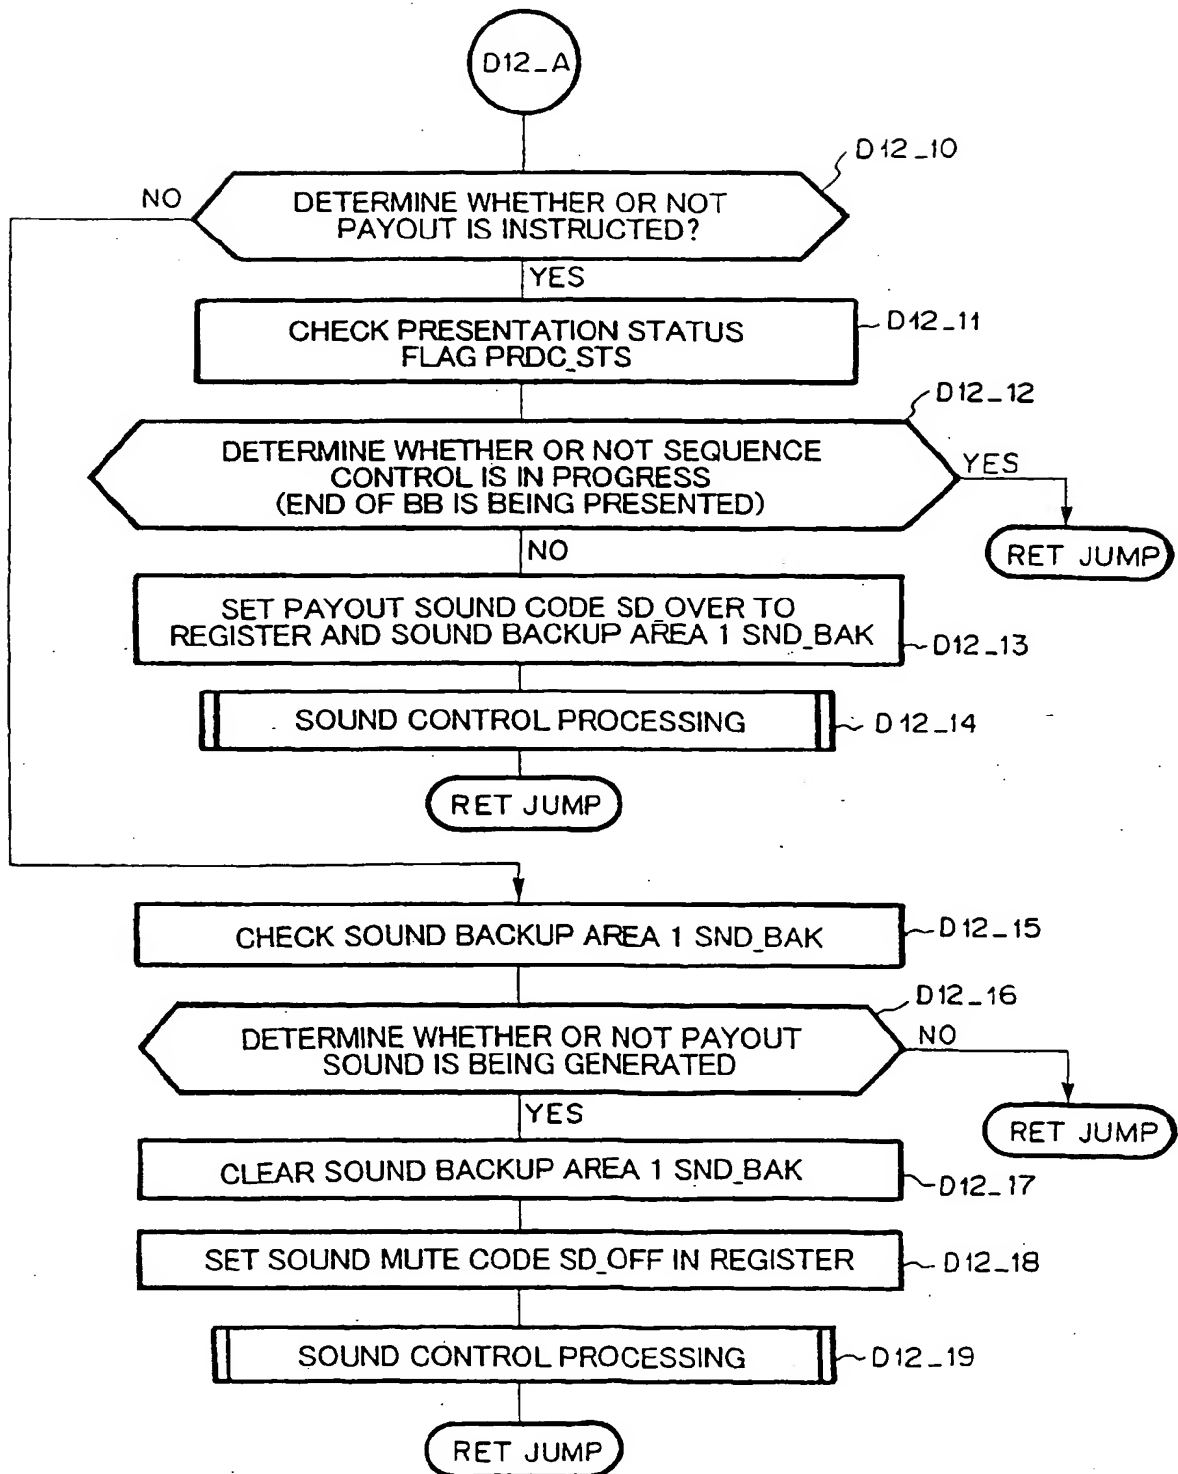 D12_A
D12_10
NO
DETERMINE WHETHER OR NOT
PAYOUT IS INSTRUCTED?
YES
CHECK PRESENTATION STATUS
FLAG PRDC_STS
D12_11
D12_12
DETERMINE WHETHER OR NOT SEQUENCE
CONTROL IS IN PROGRESS
(END OF BB IS BEING PRESENTED)
YES
RET JUMP
NO
SET PAYOUT SOUND CODE SD_OVER TO
REGISTER AND SOUND BACKUP AREA 1 SND_BAK
D12_13
SOUND CONTROL PROCESSING
D12_14
RET JUMP
CHECK SOUND BACKUP AREA 1 SND_BAK
D12_15
D12_16
DETERMINE WHETHER OR NOT PAYOUT
SOUND IS BEING GENERATED
NO
RET JUMP
YES
CLEAR SOUND BACKUP AREA 1 SND_BAK
D12_17
SET SOUND MUTE CODE SD_OFF IN REGISTER
D12_18
SOUND CONTROL PROCESSING
D12_19
RET JUMP